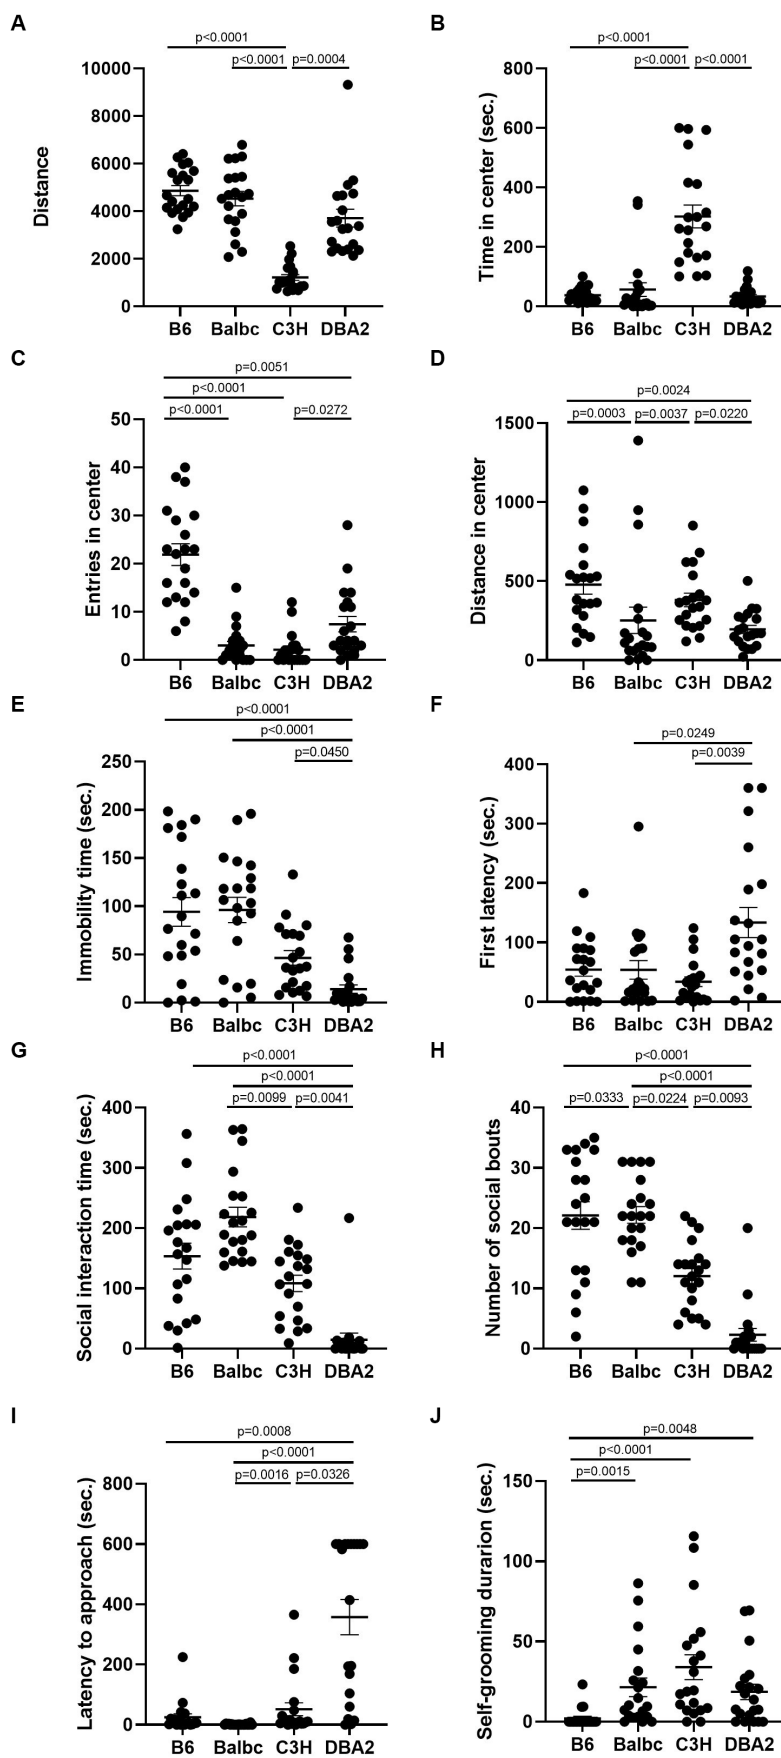 A
p<0.0001
p<0.0001 p=0.0004
Distance
10000
8000
6000
4000
2000
0
B6 Balbc C3H DBA2
B
p<0.0001
p<0.0001 p<0.0001
Time in center (sec.)
800
600
400
200
0
B6 Balbc C3H DBA2
C
p=0.0051
p<0.0001
p<0.0001 p=0.0272
Entries in center
50
40
30
20
10
0
B6 Balbc C3H DBA2
D
p=0.0024
p=0.0003 p=0.0037 p=0.0220
Distance in center
1500
1000
500
0
B6 Balbc C3H DBA2
E
p<0.0001
p<0.0001
p=0.0450
Immobility time (sec.)
250
200
150
100
50
0
B6 Balbc C3H DBA2
F
p=0.0249
p=0.0039
First latency (sec.)
400
300
200
100
0
B6 Balbc C3H DBA2
G
p<0.0001
p<0.0001
p=0.0099 p=0.0041
Social interaction time (sec.)
400
300
200
100
0
B6 Balbc C3H DBA2
H
p<0.0001
p<0.0001
p=0.0333 p=0.0224 p=0.0093
Number of social bouts
40
30
20
10
0
B6 Balbc C3H DBA2
I
p=0.0008
p<0.0001
p=0.0016 p=0.0326
Latency to approach (sec.)
800
600
400
200
0
B6 Balbc C3H DBA2
J
p=0.0048
p<0.0001
p=0.0015
Self-grooming durarion (sec.)
150
100
50
0
B6 Balbc C3H DBA2